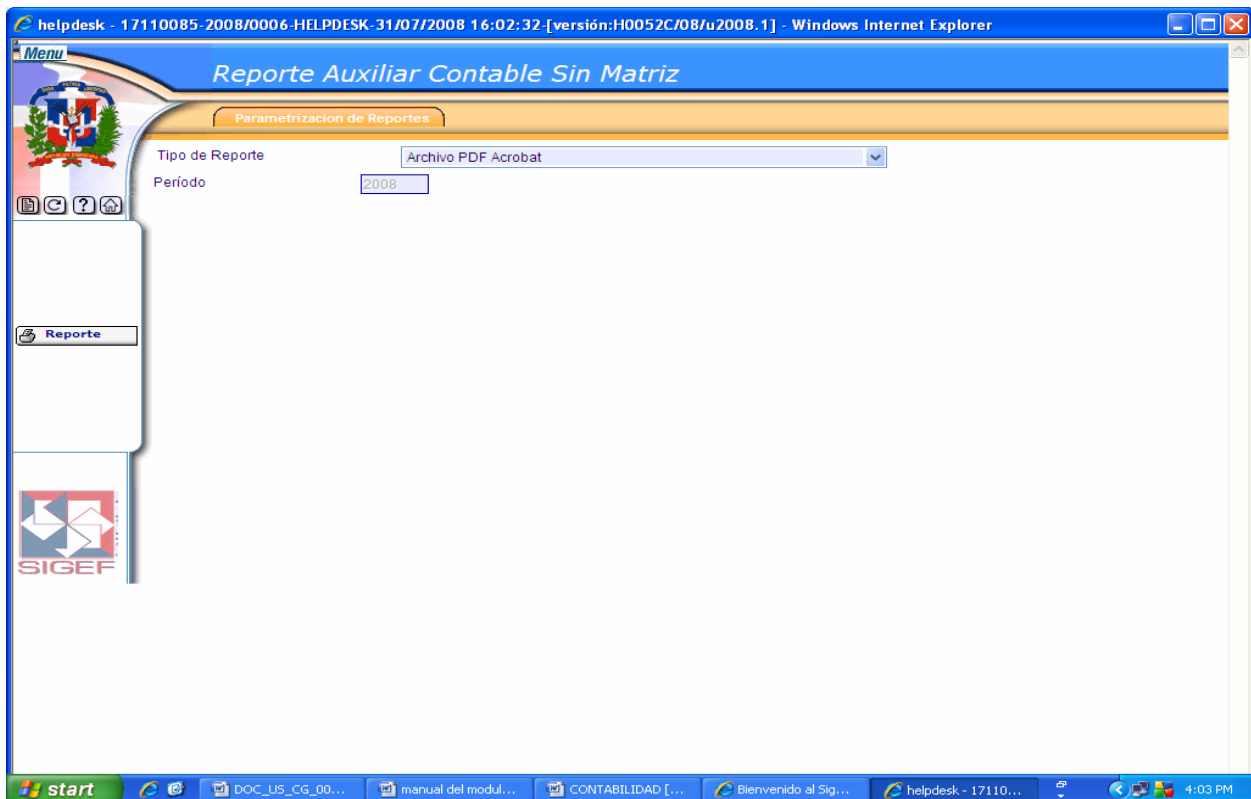 helpdesk - 17110085-2008/0006-HELPDESK-31/07/2008 16:02:32-[versión:H0052C/08/u2008.1] - Windows Internet Explorer
Menu
Reporte Auxiliar Contable Sin Matriz
Parametrizacion de Reportes
Tipo de Reporte Archivo PDF Acrobat
Período 2008
Reporte
SIGEF
start DOC_US_CG_00... manual del modul... CONTABILIDAD [... Bienvenido al Sig... helpdesk - 17110... 4:03 PM